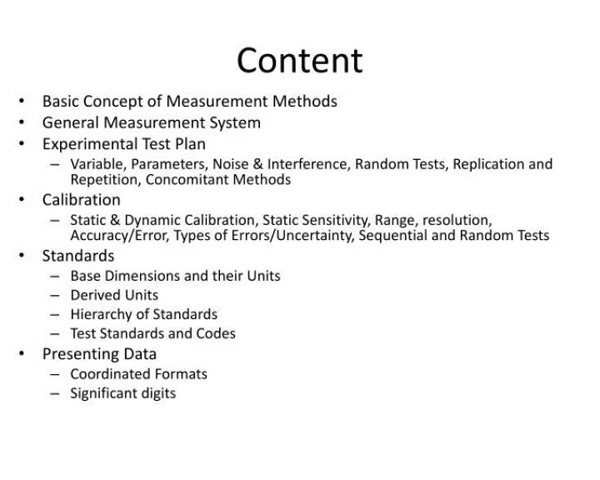 Content
• Basic Concept of Measurement Methods
• General Measurement System
• Experimental Test Plan
– Variable, Parameters, Noise & Interference, Random Tests, Replication and
Repetition, Concomitant Methods
• Calibration
– Static & Dynamic Calibration, Static Sensitivity, Range, resolution,
Accuracy/Error, Types of Errors/Uncertainty, Sequential and Random Tests
• Standards
– Base Dimensions and their Units
– Derived Units
– Hierarchy of Standards
– Test Standards and Codes
• Presenting Data
– Coordinated Formats
– Significant digits